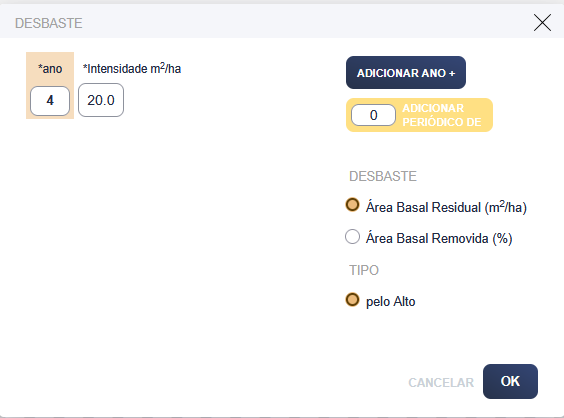 DESBASTE
*ano *Intensidade m²/ha
4 20.0
ADICIONAR ANO +
0 ADICIONAR
PERIÓDICO DE
DESBASTE
Área Basal Residual (m²/ha)
Área Basal Removida (%)
TIPO
pelo Alto
CANCELAR OK